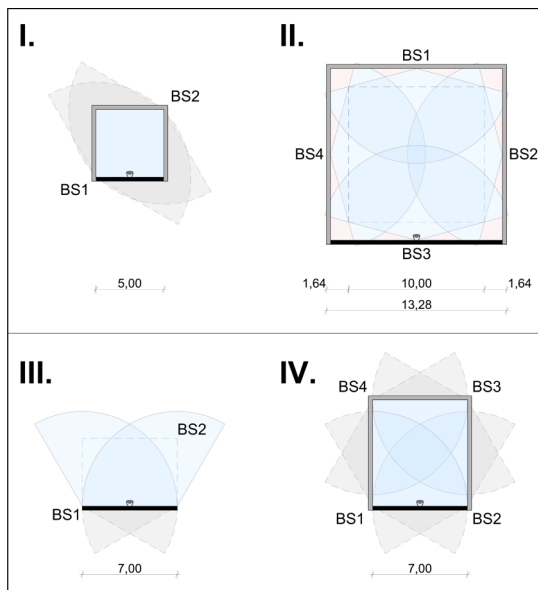 I.
BS2
BS1
5,00
II.
BS1
BS4
BS2
BS3
1,64
10,00
1,64
13,28
III.
BS2
BS1
7,00
IV.
BS4
BS3
BS1
BS2
7,00